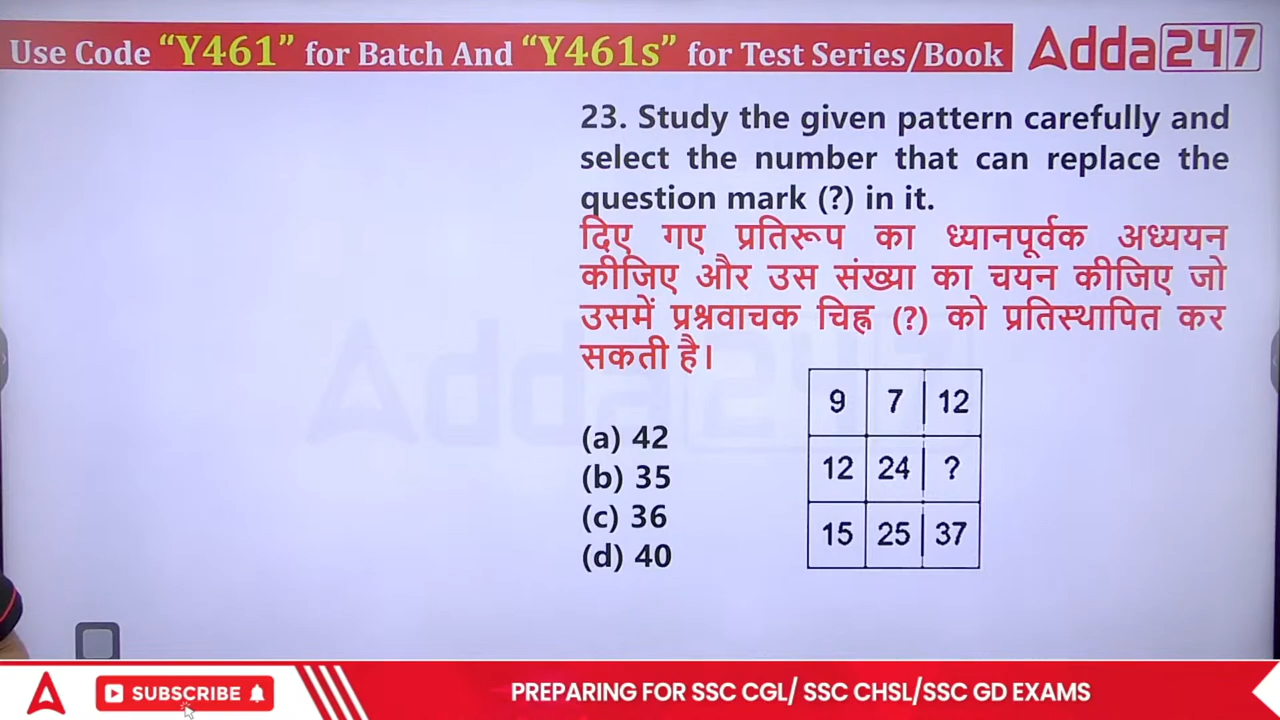 Use Code “Y461” for Batch And “Y461s” for Test Series/Book
Adda247
23. Study the given pattern carefully and
select the number that can replace the
question mark (?) in it.
दिए गए प्रतिरूप का ध्यानपूर्वक अध्ययन
कीजिए और उस संख्या का चयन कीजिए जो
उसमें प्रश्नवाचक चिह्न (?) को प्रतिस्थापित कर
सकती है।
(a) 42
(b) 35
(c) 36
(d) 40
9 7 12
12 24 ?
15 25 37
Adda247
SUBSCRIBE
PREPARING FOR SSC CGL/ SSC CHSL/SSC GD EXAMS